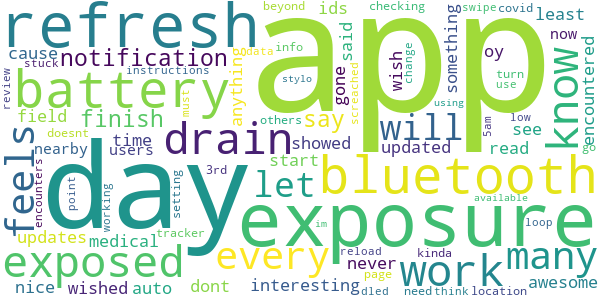 beyond ids checking swipe covid least
refresh app
cause stuck notification said something now
battery data info gone wish change oy know encountered
review instructions anything stylo screached turn use
field finish must others will low 5am see go
doesnt drain say using
feels nearby users time showed updated read
encounters day 3rd start let bluetooth
point working setting exposure available
updates medical tracker every im loop
exposed reload never kinda work many
nice wished auto dont interesting page awesome
dled need think location